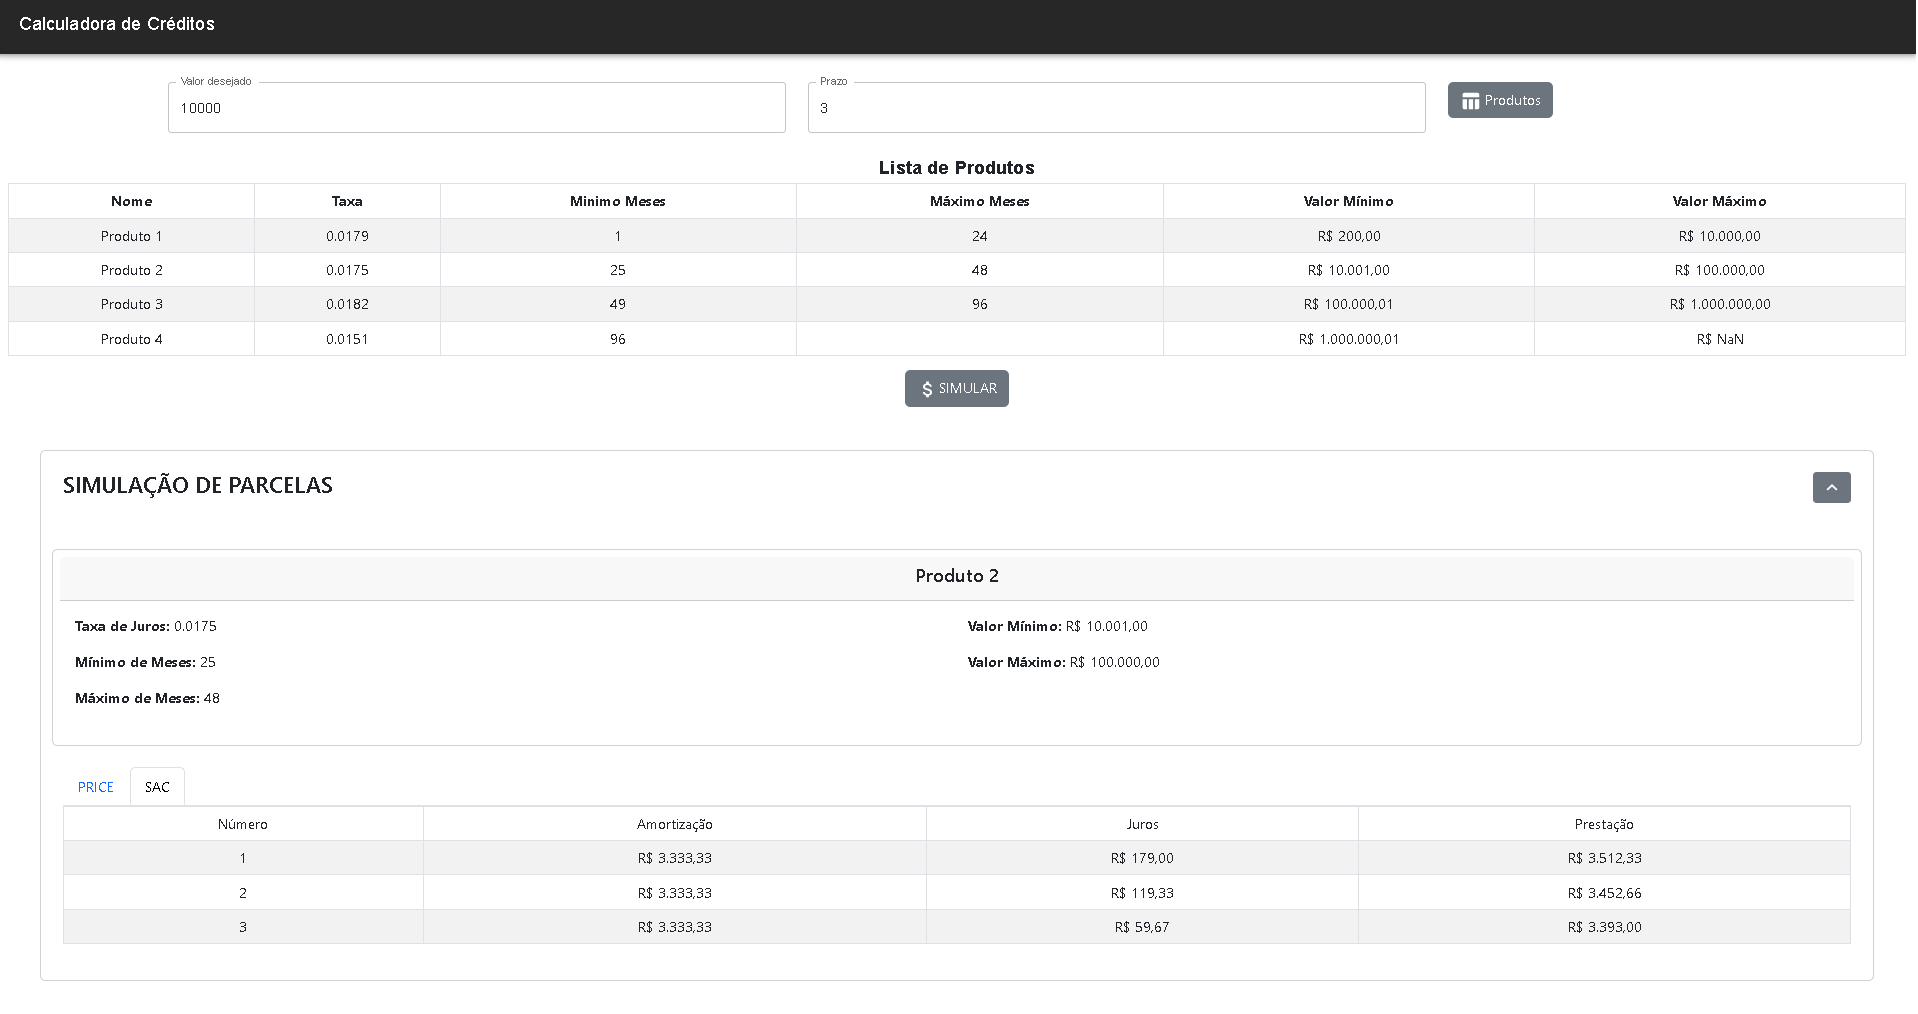 Calculadora de Créditos
Valor desejado
10000
Prazo
3
Produtos
Lista de Produtos
Nome Taxa Minimo Meses Máximo Meses Valor Mínimo Valor Máximo
Produto 1 0.0179 1 24 R$ 200,00 R$ 10.000,00
Produto 2 0.0175 25 48 R$ 10.001,00 R$ 100.000,00
Produto 3 0.0182 49 96 R$ 100.000,01 R$ 1.000.000,00
Produto 4 0.0151 96 R$ 1.000.000,01 R$ NaN
$ SIMULAR
SIMULAÇÃO DE PARCELAS
Produto 2
Taxa de Juros: 0.0175 Valor Mínimo: R$ 10.001,00
Mínimo de Meses: 25 Valor Máximo: R$ 100.000,00
Máximo de Meses: 48
PRICE SAC
Número Amortização Juros Prestação
1 R$ 3.333,33 R$ 179,00 R$ 3.512,33
2 R$ 3.333,33 R$ 119,33 R$ 3.452,66
3 R$ 3.333,33 R$ 59,67 R$ 3.393,00